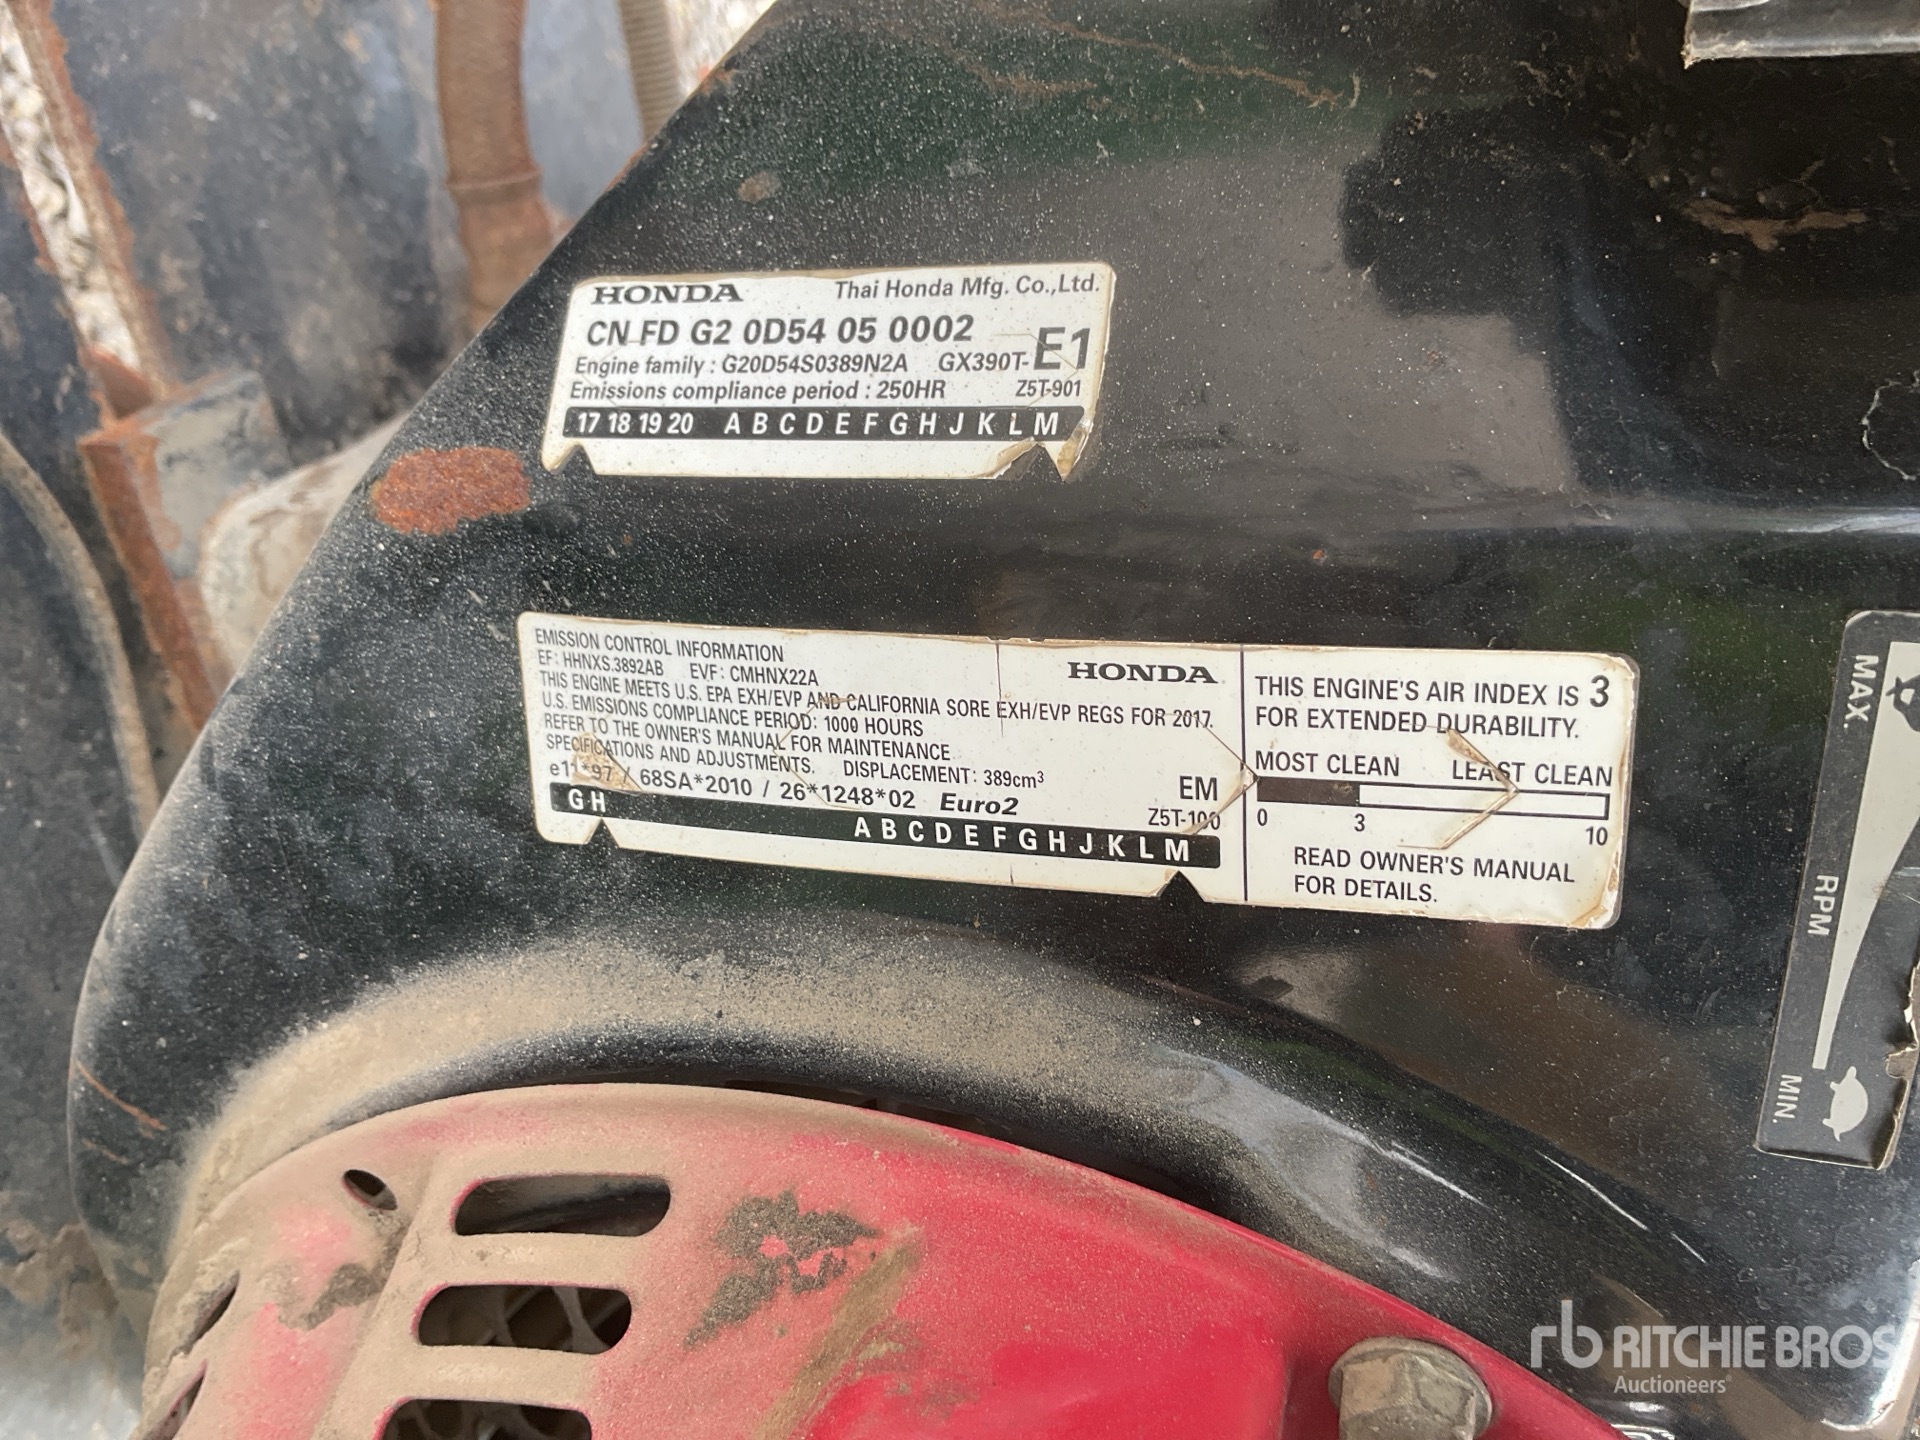 HONDA Thai Honda Mfg. Co.,Ltd.
CN FD G2 0D54 05 0002
E1
Engine family : G20D54S0389N2A GX390T-
Emissions compliance period : 250HR Z5T-901
17 18 19 20 A B C D E F G H J K L M
EMISSION CONTROL INFORMATION
EF: HHNXS.3892AB EVF: CMHNX22A
HONDA
THIS ENGINE MEETS U.S. EPA EXH/EVP AND CALIFORNIA SORE EXH/EVP REGS FOR 2017.
U.S. EMISSIONS COMPLIANCE PERIOD: 1000 HOURS
REFER TO THE OWNER'S MANUAL FOR MAINTENANCE
SPECIFICATIONS AND ADJUSTMENTS. DISPLACEMENT: 389cm³
e11*97 / 68SA*2010 / 26*1248*02 Euro2
EM
Z5T-100
G H A B C D E F G H J K L M
THIS ENGINE'S AIR INDEX IS 3
FOR EXTENDED DURABILITY.
MOST CLEAN LEAST CLEAN
0 3 10
READ OWNER'S MANUAL
FOR DETAILS.
MAX.
RPM
MIN.
rb RITCHIE BROS
Auctioneers